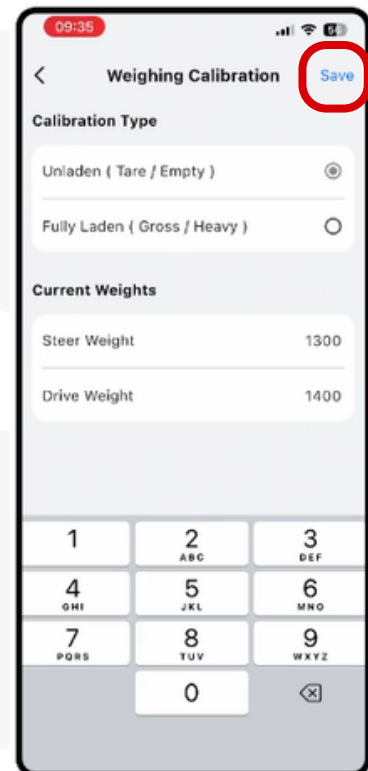 09:35
Weighing Calibration Save
Calibration Type
Unladen ( Tare / Empty )
Fully Laden ( Gross / Heavy )
Current Weights
Steer Weight 1300
Drive Weight 1400
1 2 3
ABC DEF
4 5 6
GHI JKL MNO
7 8 9
PQRS TUV WXYZ
0